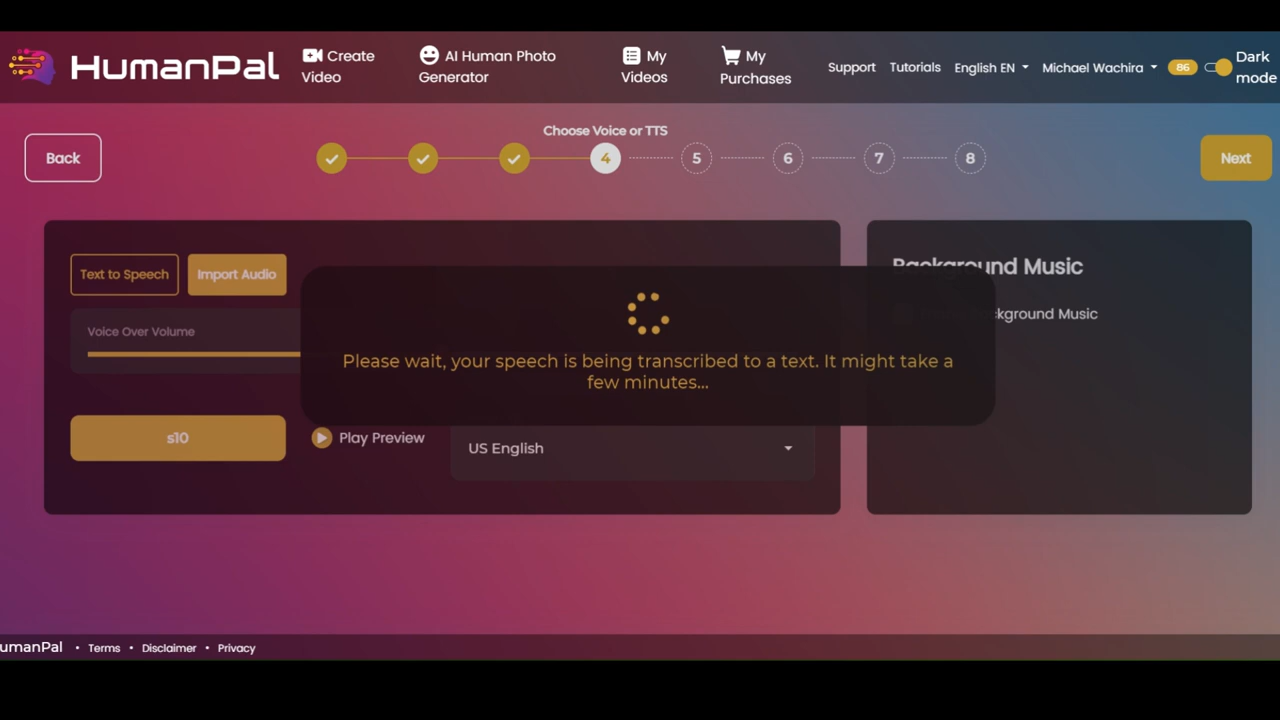 HumanPal
Create
Video
AI Human Photo
Generator
My
Videos
My
Purchases
Support
Tutorials
English EN
Michael Wachira
86
Dark
mode
Choose Voice or TTS
Back
4
5
6
7
8
Next
Text to Speech
Import Audio
Background Music
Voice Over Volume
kground Music
Please wait, your speech is being transcribed to a text. It might take a
few minutes...
s10
Play Preview
US English
umanPal
• Terms • Disclaimer • Privacy